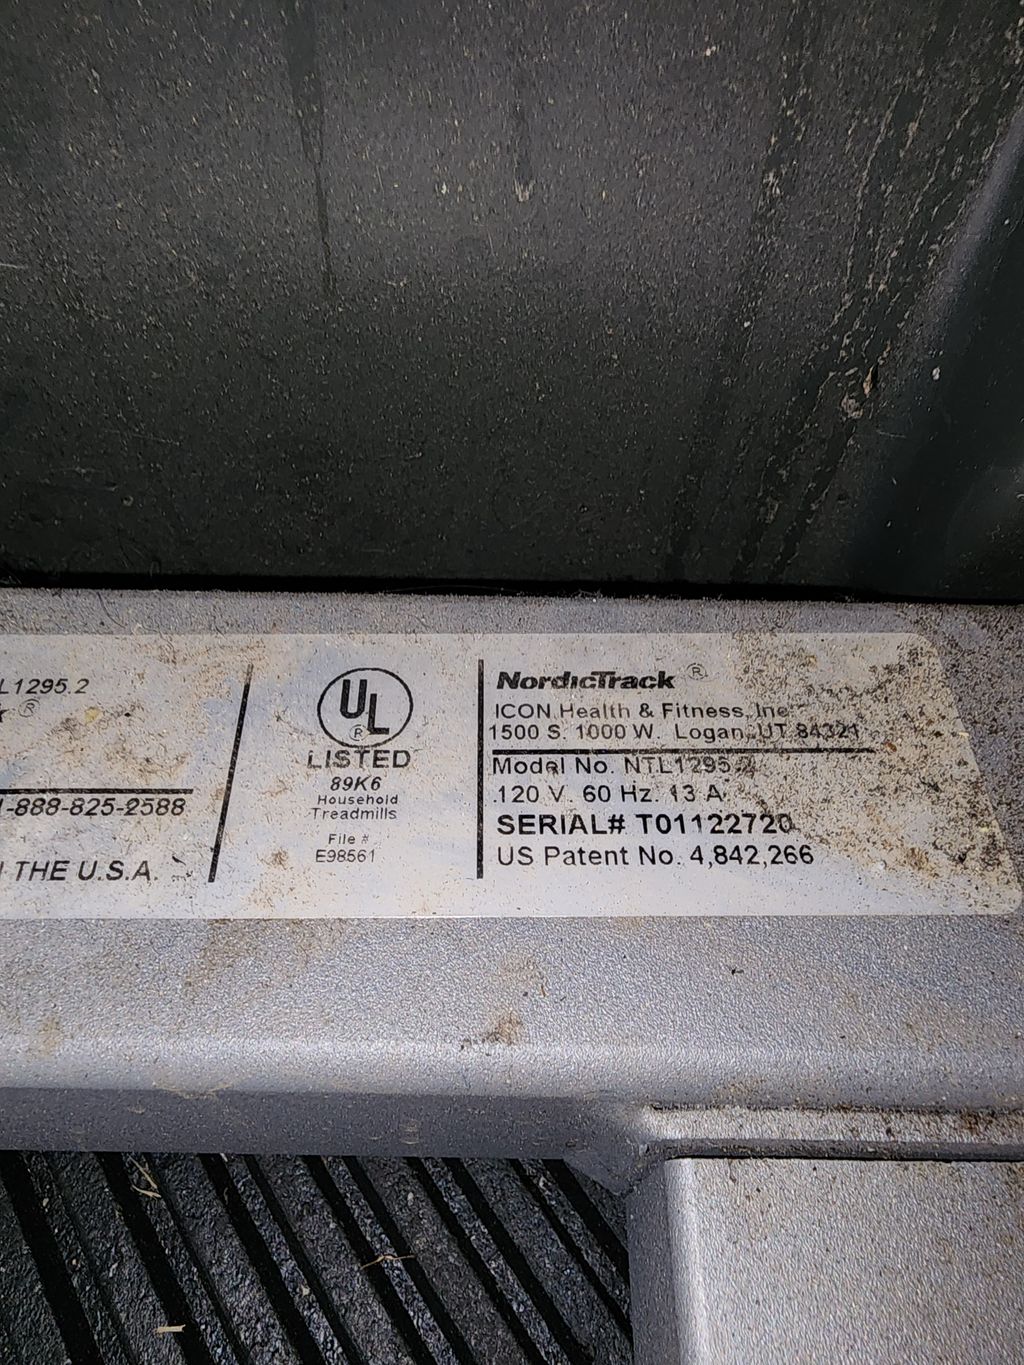 L1295.2
®
1-888-825-2588
THE U.S.A.
UL ®
LISTED
89K6
Household
Treadmills
File #
E98561
NordicTrack ®
ICON Health & Fitness, Inc
1500 S. 1000 W. Logan, UT 84321
Model No. NTL1295.2
120 V. 60 Hz. 13 A
SERIAL# T01122720
US Patent No. 4,842,266